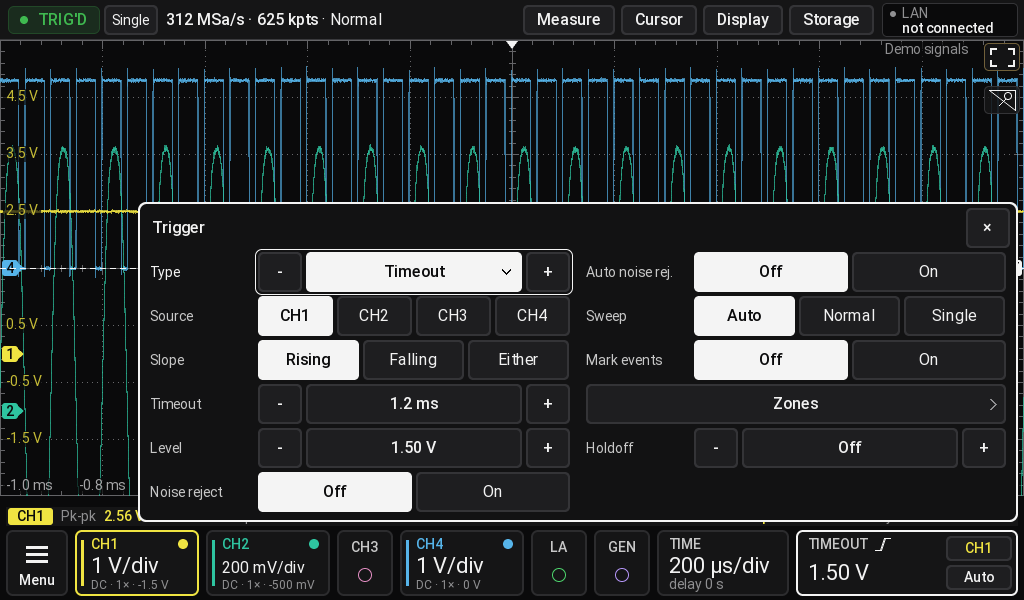 TRIG'D
Single
312 MSa/s · 625 kpts · Normal
Measure
Cursor
Display
Storage
LAN
not connected
Demo signals
4.5 V
3.5 V
2.5 V
4
0.5 V
1
-0.5 V
2
-1.5 V
-1.0 ms
-0.8 ms
Trigger
×
Type
-
Timeout
+
Auto noise rej.
Off
On
Source
CH1
CH2
CH3
CH4
Sweep
Auto
Normal
Single
Slope
Rising
Falling
Either
Mark events
Off
On
Timeout
-
1.2 ms
+
Zones
Level
-
1.50 V
+
Holdoff
-
Off
+
Noise reject
Off
On
CH1
Pk-pk
2.56 V
Menu
CH1
1 V/div
DC · 1× · -1.5 V
CH2
200 mV/div
DC · 1× · -500 mV
CH3
CH4
1 V/div
DC · 1× · 0 V
LA
GEN
TIME
200 µs/div
delay 0 s
TIMEOUT
1.50 V
CH1
Auto